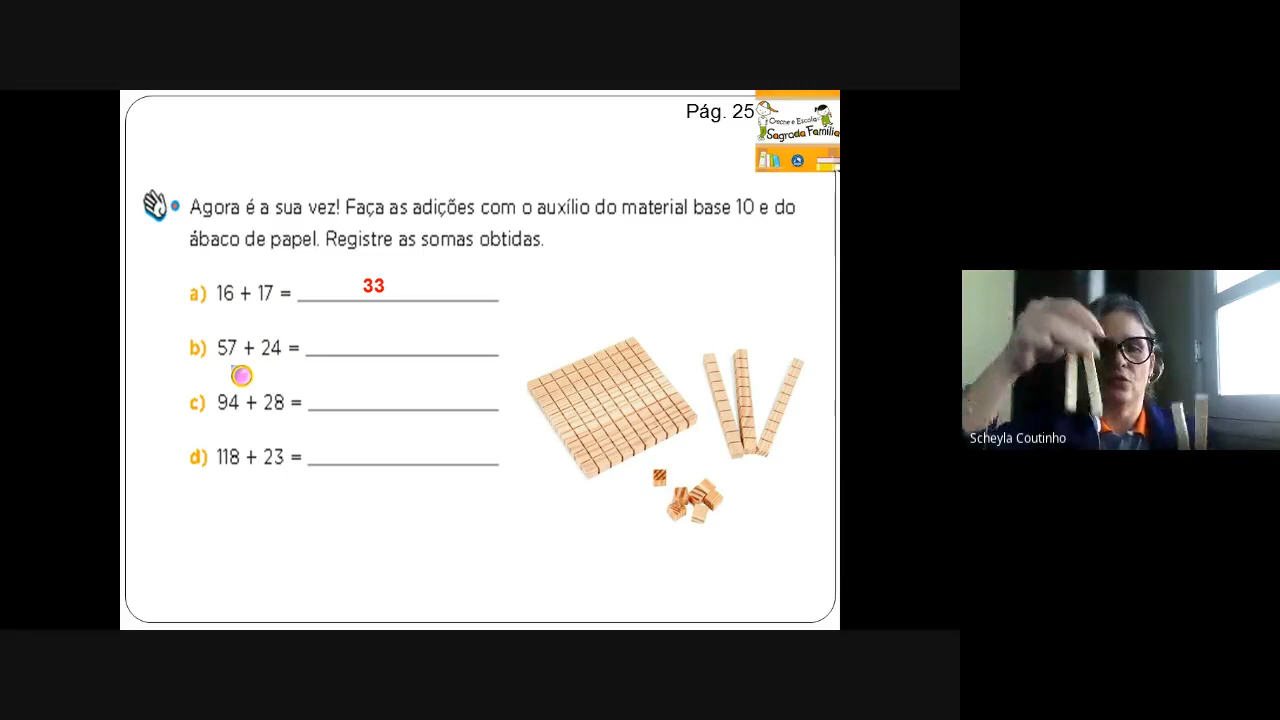 Pág. 25
Creche e Escola
Sagrada Família
Agora é a sua vez! Faça as adições com o auxílio do material base 10 e do
ábaco de papel. Registre as somas obtidas.
a) 16 + 17 = 33
b) 57 + 24 =
c) 94 + 28 =
d) 118 + 23 =
Scheyla Coutinho